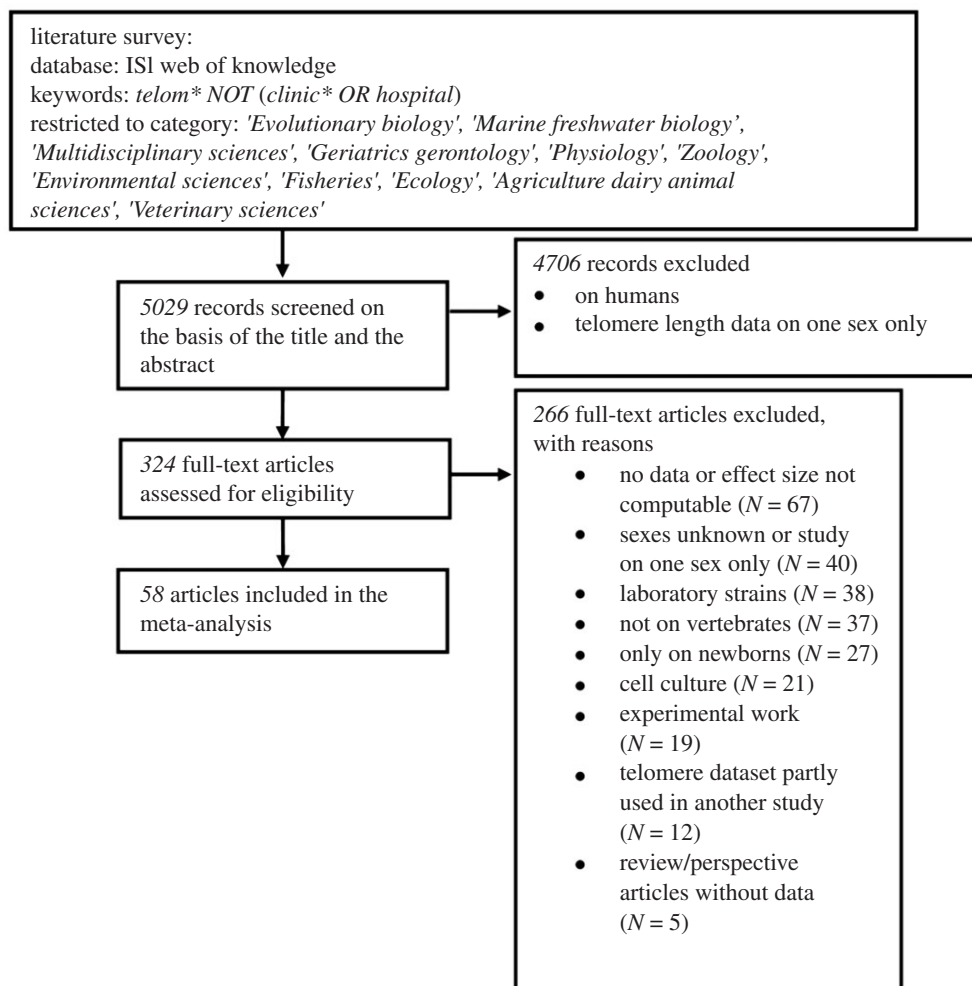 literature survey:
database: ISl web of knowledge
keywords: telom* NOT (clinic* OR hospital)
restricted to category: 'Evolutionary biology', 'Marine freshwater biology’,
'Multidisciplinary sciences', 'Geriatrics gerontology', 'Physiology', 'Zoology',
'Environmental sciences', 'Fisheries', 'Ecology', 'Agriculture dairy animal
sciences', 'Veterinary sciences'
4706 records excluded
• on humans
• telomere length data on one sex only
5029 records screened on
the basis of the title and the
abstract
266 full-text articles excluded,
with reasons
• no data or effect size not
computable (N = 67)
• sexes unknown or study
on one sex only (N = 40)
• laboratory strains (N = 38)
• not on vertebrates (N = 37)
• only on newborns (N = 27)
• cell culture (N = 21)
• experimental work
(N = 19)
• telomere dataset partly
used in another study
(N = 12)
• review/perspective
articles without data
(N = 5)
324 full-text articles
assessed for eligibility
58 articles included in the
meta-analysis